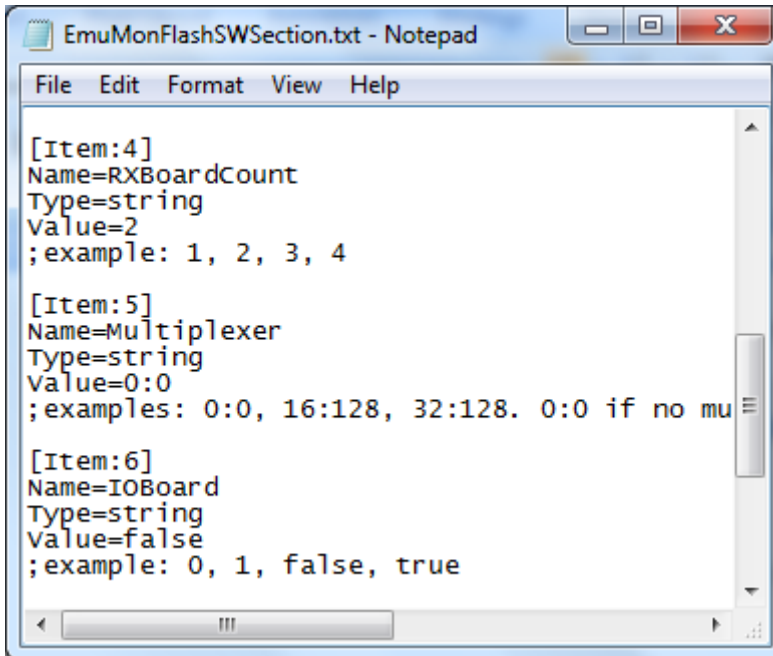 EmuMonFlashSWSection.txt - Notepad
File Edit Format View Help
[Item:4]
Name=RXBoardCount
Type=string
Value=2
;example: 1, 2, 3, 4
[Item:5]
Name=Multiplexer
Type=string
Value=0:0
;examples: 0:0, 16:128, 32:128. 0:0 if no mu
[Item:6]
Name=IOBoard
Type=string
Value=false
;example: 0, 1, false, true